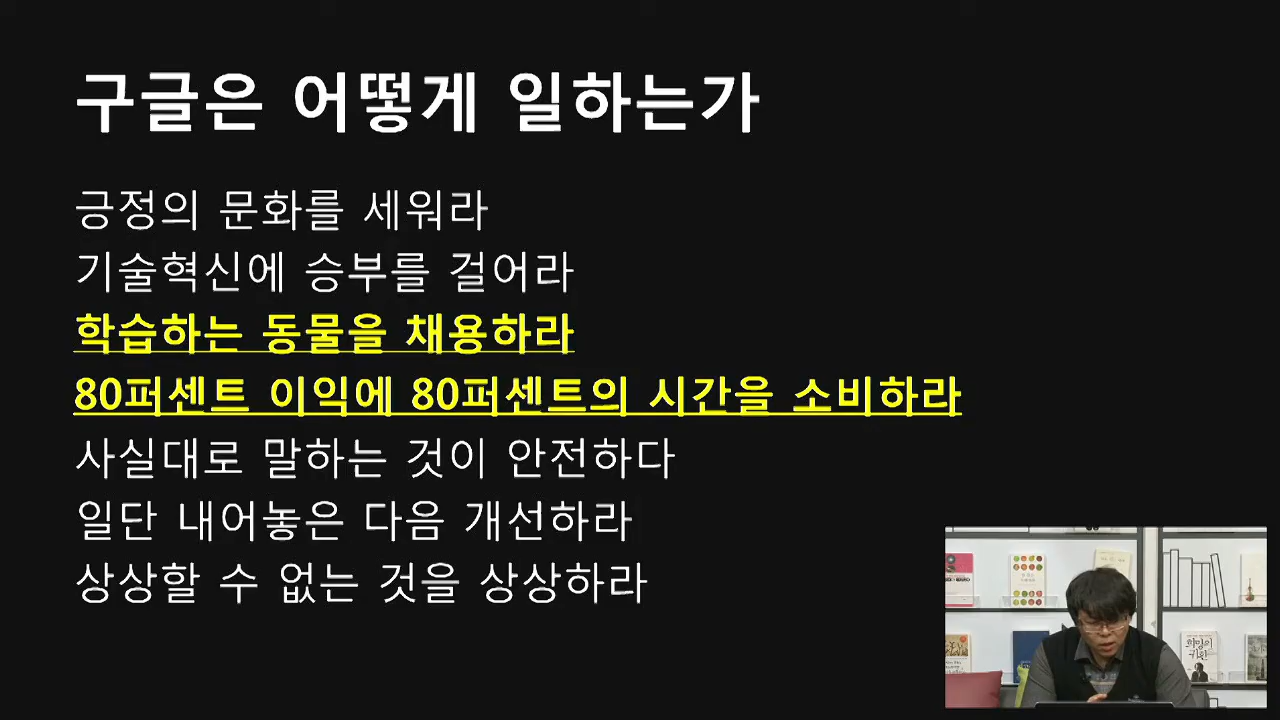 구글은 어떻게 일하는가
긍정의 문화를 세워라
기술혁신에 승부를 걸어라
학습하는 동물을 채용하라
80퍼센트 이익에 80퍼센트의 시간을 소비하라
사실대로 말하는 것이 안전하다
일단 내어놓은 다음 개선하라
상상할 수 없는 것을 상상하라
희망의
귀환